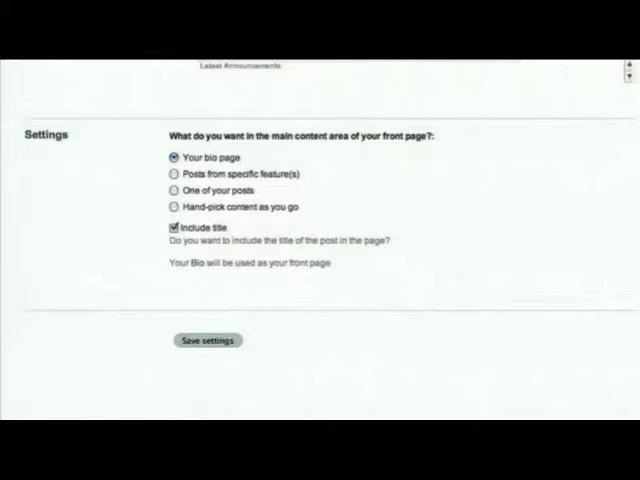 Latest Announcements
Settings
What do you want in the main content area of your front page?:
Your bio page
Posts from specific feature(s)
One of your posts
Hand-pick content as you go
Include title
Do you want to include the title of the post in the page?
Your Bio will be used as your front page
Save settings